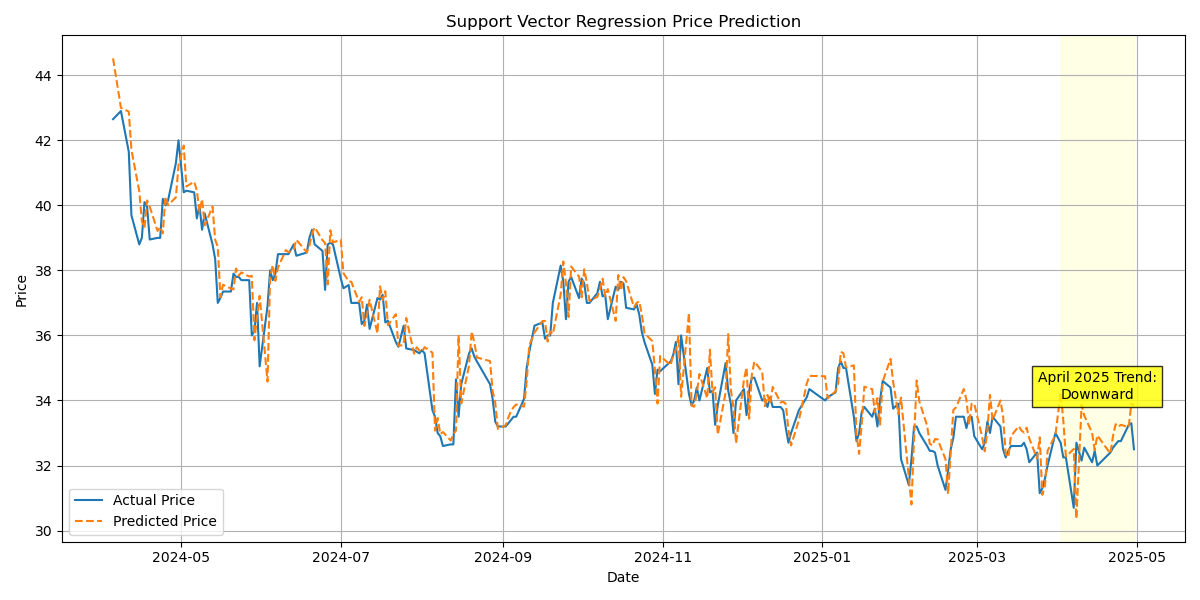 Support Vector Regression Price Prediction
Price
44
42
40
38
36
34
32
30
April 2025 Trend:
Downward
Actual Price
Predicted Price
2024-05
2024-07
2024-09
2024-11
2025-01
2025-03
2025-05
Date